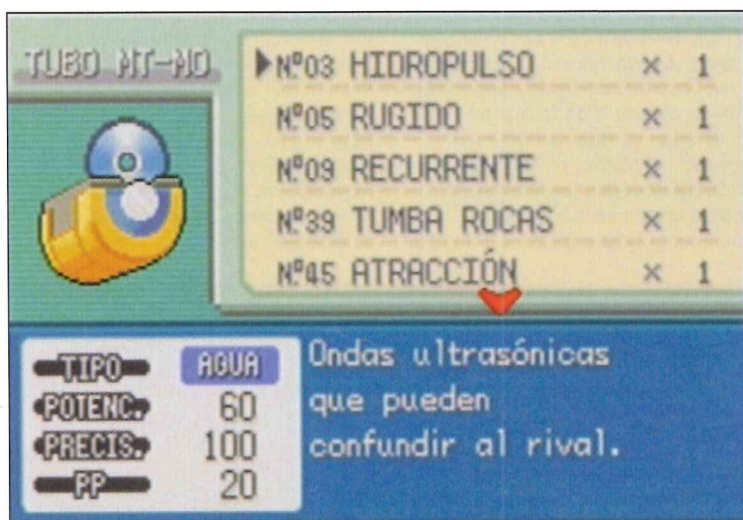 TUBO MT-MO
▶Nº03 HIDROPULSO × 1
Nº05 RUGIDO × 1
Nº09 RECURRENTE × 1
Nº39 TUMBA ROCAS × 1
Nº45 ATRACCIÓN × 1
TIPO AGUA
POTENC. 60
PRECIS. 100
PP 20
Ondas ultrasónicas
que pueden
confundir al rival.